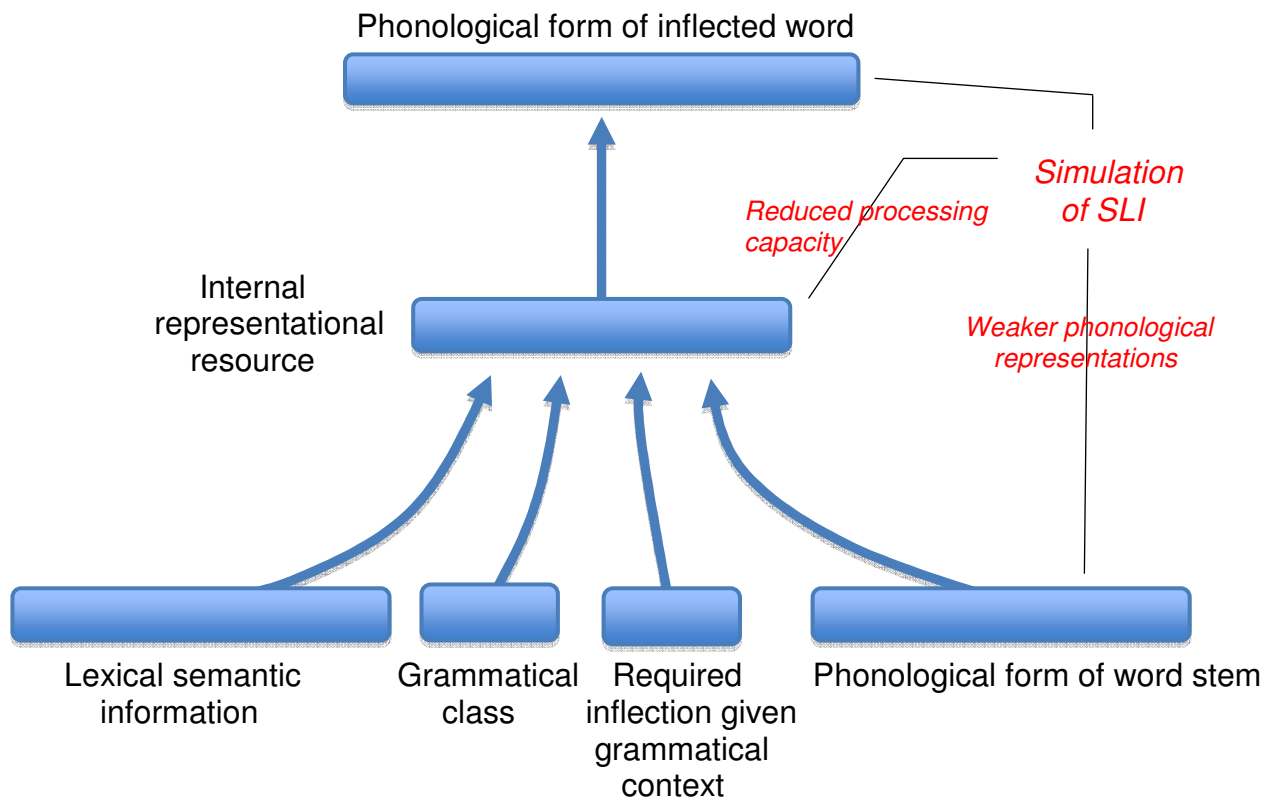 Phonological form of inflected word
Simulation
of SLI
Reduced processing
capacity
Internal
representational
resource
Weaker phonological
representations
Lexical semantic
information
Grammatical
class
Required
inflection given
grammatical
context
Phonological form of word stem